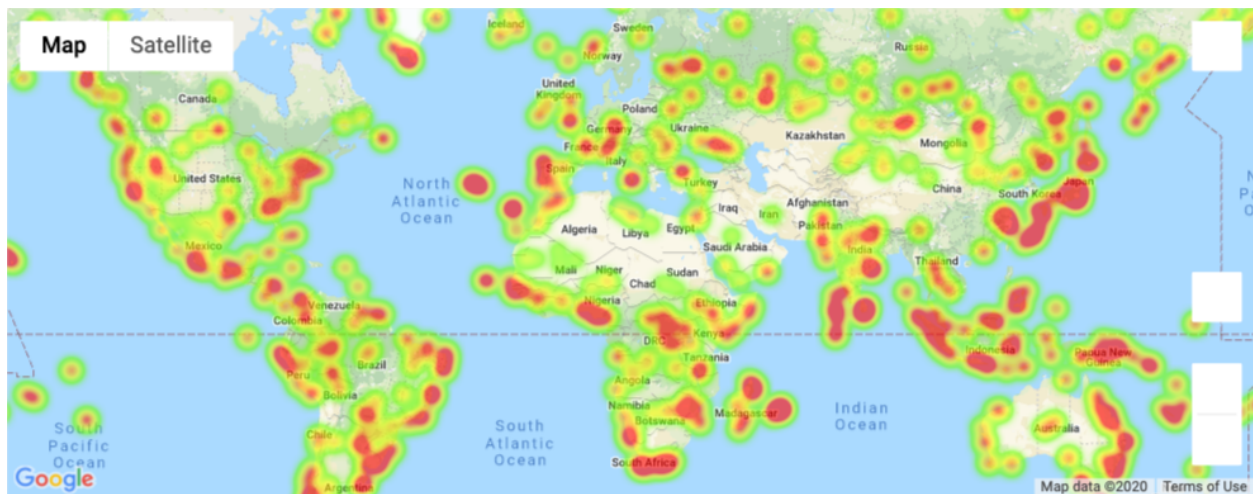 Map Satellite
Iceland
Sweden
Norway
Russia
Canada
United
Kingdom
Poland
Germany
Ukraine
Kazakhstan
Mongolia
France
Italy
Spain
Turkey
United States
China
South Korea
Japan
North
Atlantic
Ocean
Iraq
Iran
Afghanistan
Pakistan
Algeria
Libya
Egypt
Saudi Arabia
India
Mexico
Mali
Niger
Chad
Sudan
Thailand
Nigeria
Ethiopia
Venezuela
Colombia
DRC
Kenya
Tanzania
Indonesia
Papua New
Guinea
Brazil
Peru
Bolivia
Angola
Namibia
Botswana
Madagascar
Indian
Ocean
Australia
South
Pacific
Ocean
Chile
South
Atlantic
Ocean
South Africa
Argentina
Google
Map data ©2020
Terms of Use